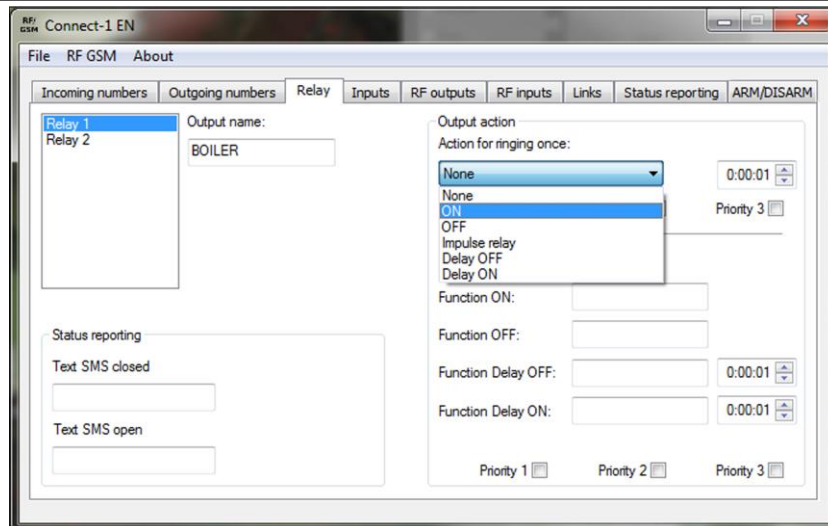 RF/GSM Connect-1 EN
File RF GSM About
Incoming numbers Outgoing numbers Relay Inputs RF outputs RF inputs Links Status reporting ARM/DISARM
Relay 1
Relay 2
Output name:
BOILER
Status reporting
Text SMS closed
Text SMS open
Output action
Action for ringing once:
None 0:00:01
None
ON
OFF
Impulse relay
Delay OFF
Delay ON
Priority 3
Function ON:
Function OFF:
Function Delay OFF: 0:00:01
Function Delay ON: 0:00:01
Priority 1 Priority 2 Priority 3